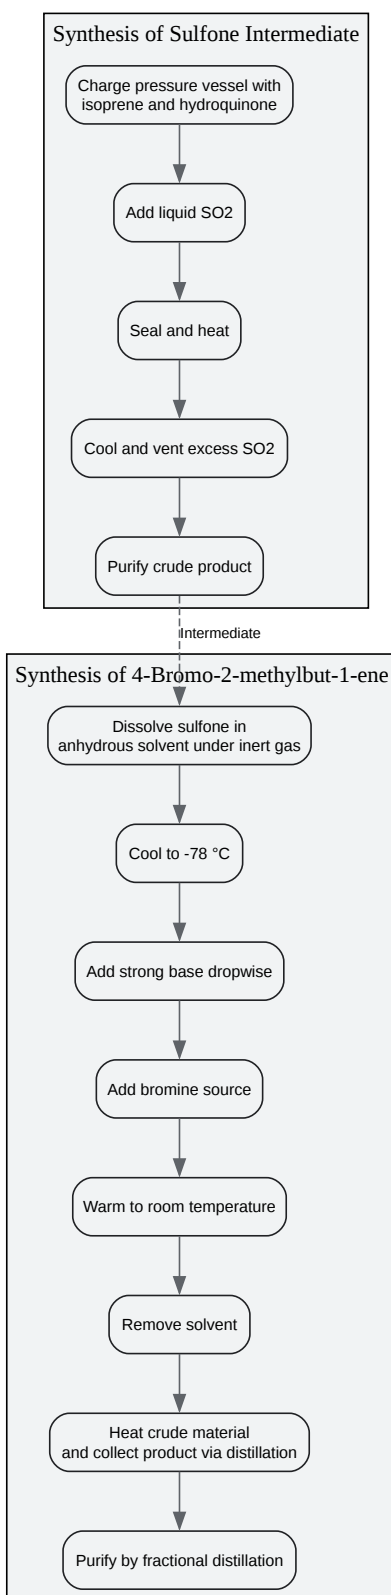 Synthesis of Sulfone Intermediate
Charge pressure vessel with
isoprene and hydroquinone
Add liquid SO2
Seal and heat
Cool and vent excess SO2
Purify crude product
Intermediate
Synthesis of 4-Bromo-2-methylbut-1-ene
Dissolve sulfone in
anhydrous solvent under inert gas
Cool to -78 °C
Add strong base dropwise
Add bromine source
Warm to room temperature
Remove solvent
Heat crude material
and collect product via distillation
Purify by fractional distillation